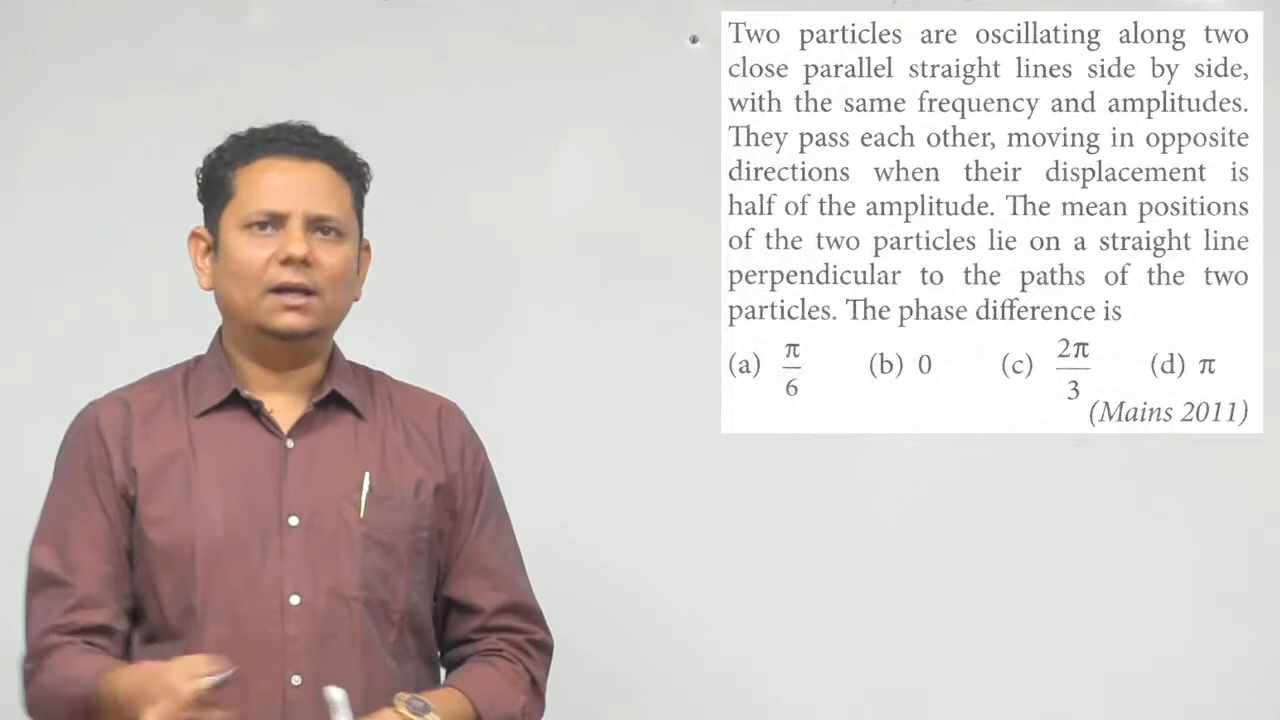 • Two particles are oscillating along two
close parallel straight lines side by side,
with the same frequency and amplitudes.
They pass each other, moving in opposite
directions when their displacement is
half of the amplitude. The mean positions
of the two particles lie on a straight line
perpendicular to the paths of the two
particles. The phase difference is
(a) π/6 (b) 0 (c) 2π/3 (d) π
(Mains 2011)